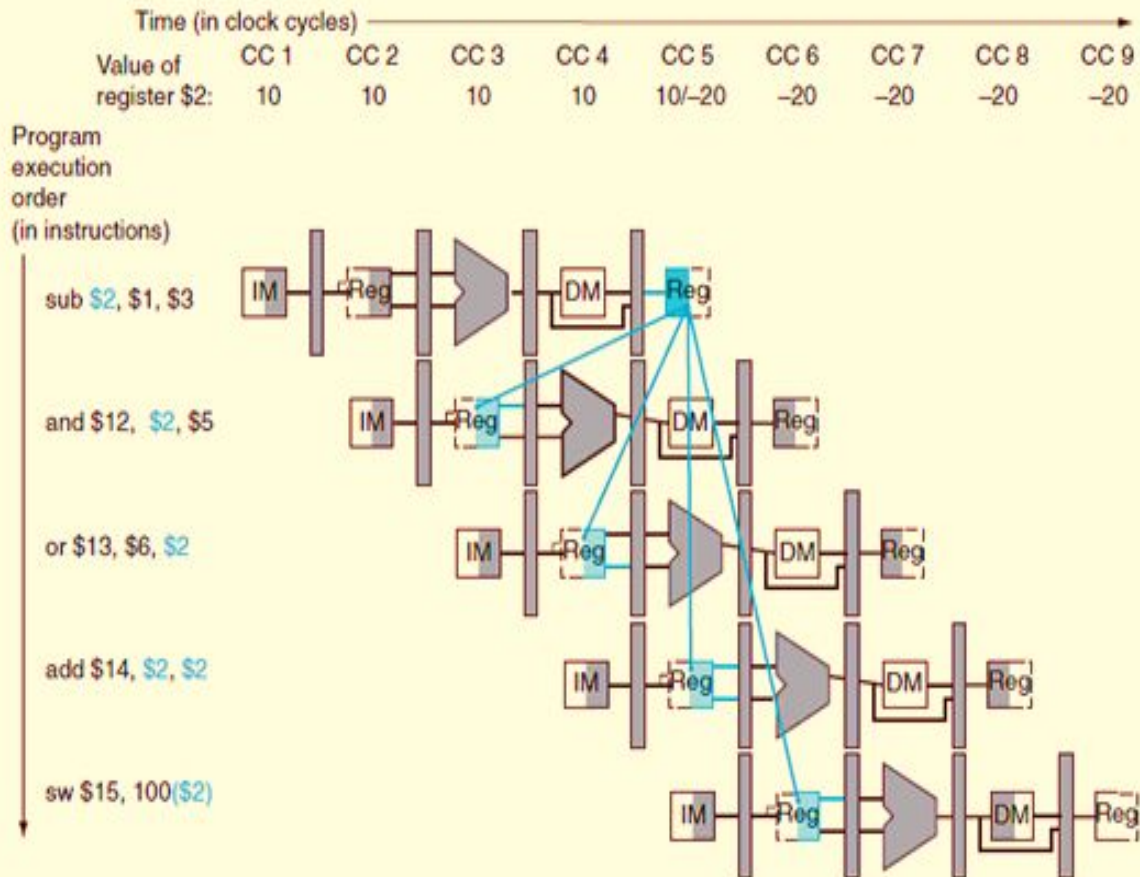 Time (in clock cycles)
CC 1 CC 2 CC 3 CC 4 CC 5 CC 6 CC 7 CC 8 CC 9
Value of
register $2: 10 10 10 10 10/–20 –20 –20 –20 –20
Program
execution
order
(in instructions)
sub $2, $1, $3
IM Reg DM Reg
and $12, $2, $5
IM Reg DM Reg
or $13, $6, $2
IM Reg DM Reg
add $14, $2, $2
IM Reg DM Reg
sw $15, 100($2)
IM Reg DM Reg